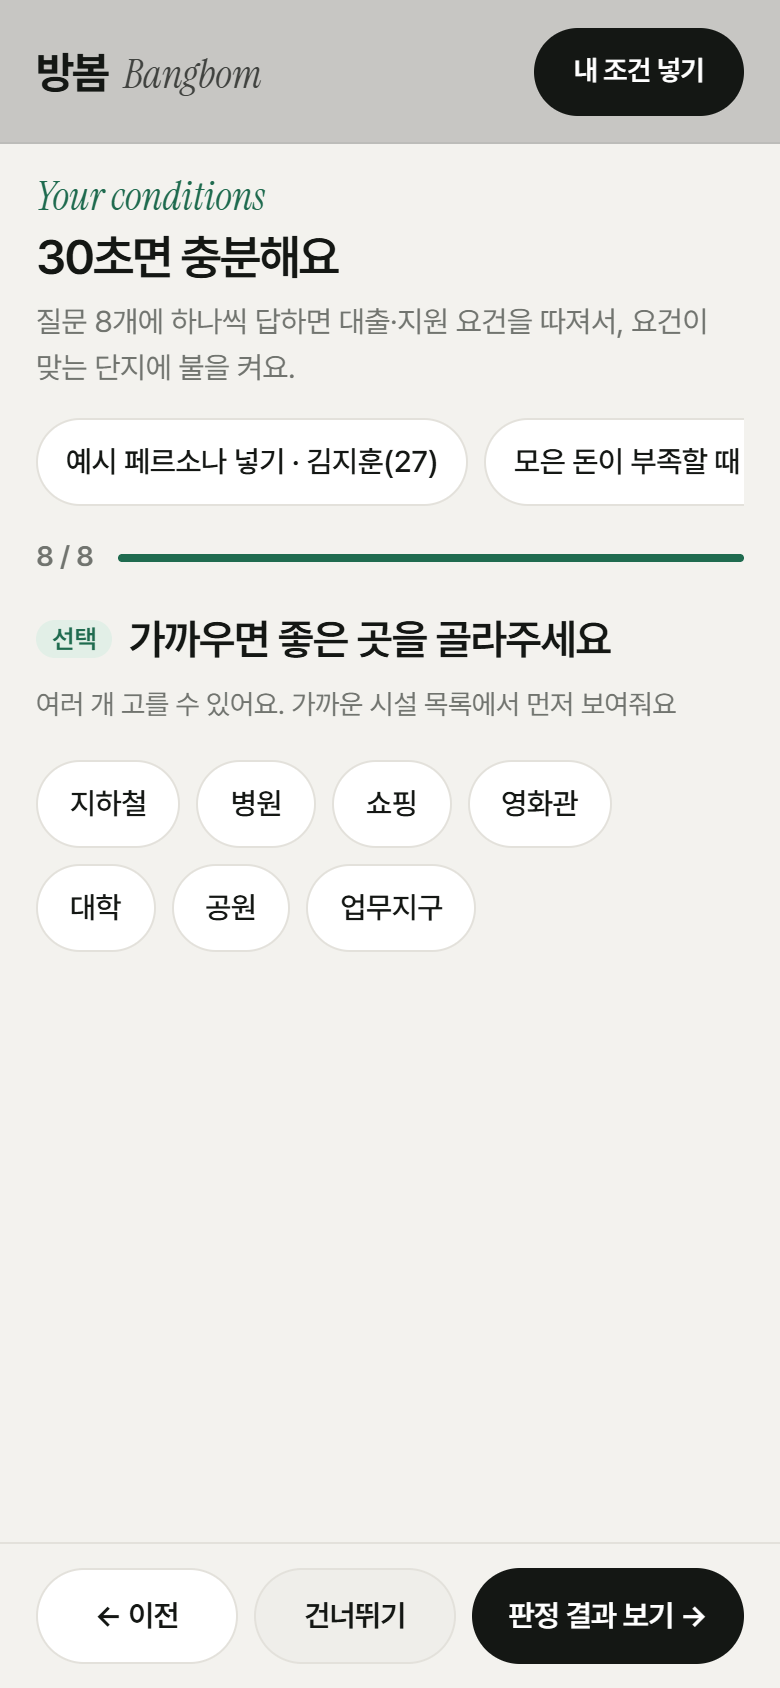 방봄 Bangbom
내 조건 넣기
Your conditions
30초면 충분해요
질문 8개에 하나씩 답하면 대출·지원 요건을 따져서, 요건이
맞는 단지에 불을 켜요.
예시 페르소나 넣기 · 김지훈(27)
모은 돈이 부족할 때
8 / 8
선택 가까우면 좋은 곳을 골라주세요
여러 개 고를 수 있어요. 가까운 시설 목록에서 먼저 보여줘요
지하철 병원 쇼핑 영화관
대학 공원 업무지구
← 이전 건너뛰기 판정 결과 보기 →